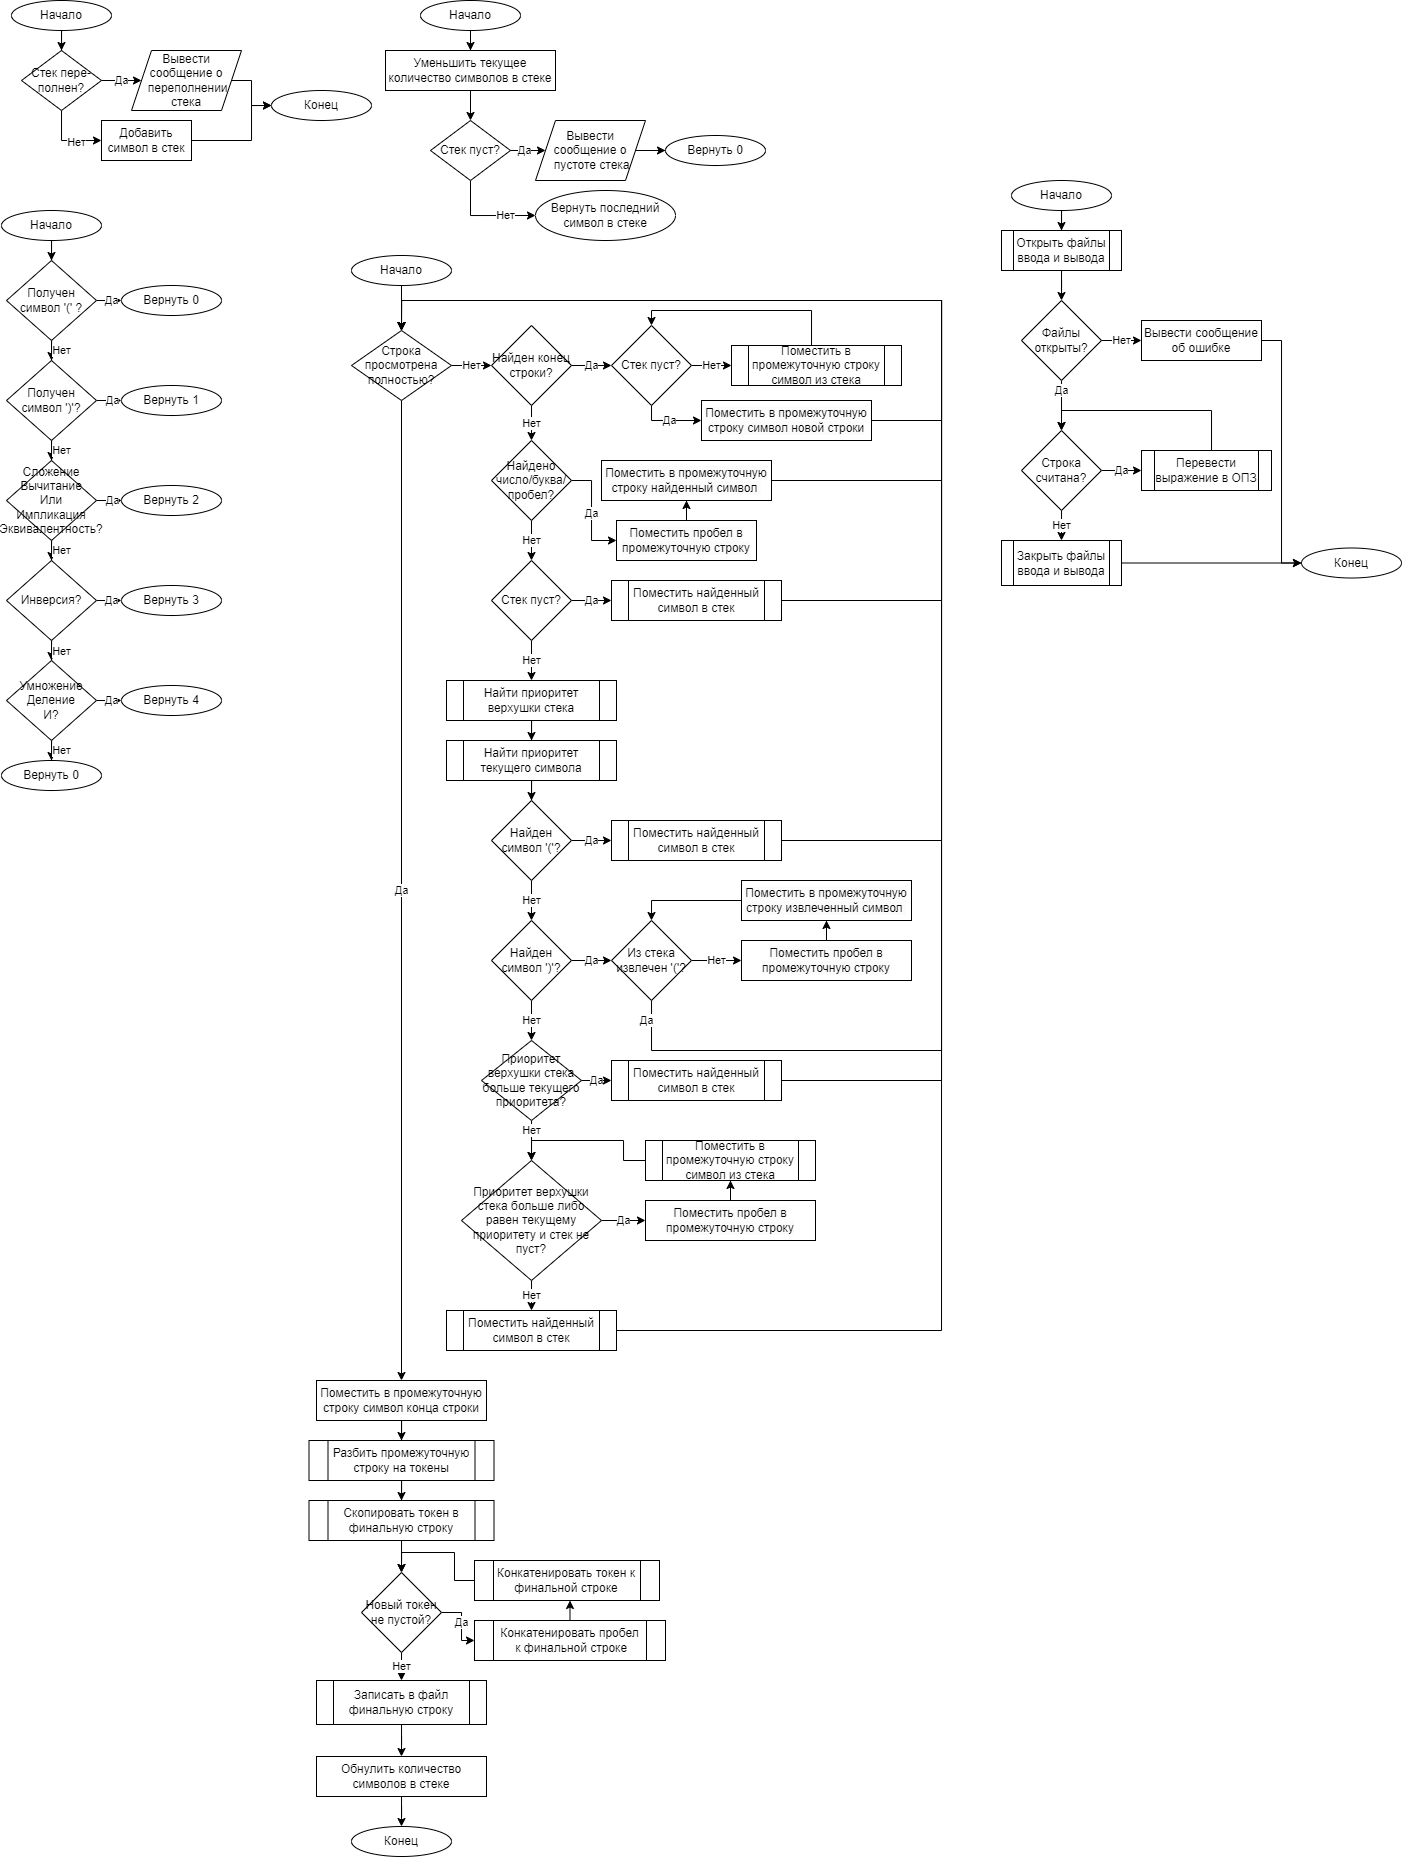 Начало
Стек пере-
полнен?
Да
Вывести
сообщение о
переполнении
стека
Конец
Нет
Добавить
символ в стек
Начало
Уменьшить текущее
количество символов в стеке
Стек пуст?
Да
Вывести
сообщение о
пустоте стека
Вернуть 0
Нет
Вернуть последний
символ в стеке
Начало
Получен
символ '(' ?
Да
Вернуть 0
Нет
Получен
символ ')'?
Да
Вернуть 1
Нет
Сложение
Вычитание
Или
Импликация
Эквивалентность?
Да
Вернуть 2
Нет
Инверсия?
Да
Вернуть 3
Нет
Умножение
Деление
И?
Да
Вернуть 4
Нет
Вернуть 0
Начало
Строка
просмотрена
полностью?
Нет
Найден конец
строки?
Да
Стек пуст?
Нет
Поместить в
промежуточную строку
символ из стека
Да
Поместить в промежуточную
строку символ новой строки
Нет
Найдено
число/буква/
пробел?
Да
Поместить в промежуточную
строку найденный символ
Поместить пробел в
промежуточную строку
Нет
Стек пуст?
Да
Поместить найденный
символ в стек
Нет
Найти приоритет
верхушки стека
Найти приоритет
текущего символа
Найден
символ '('?
Да
Поместить найденный
символ в стек
Нет
Найден
символ ')'?
Да
Из стека
извлечен '('?
Нет
Поместить в промежуточную
строку извлеченный символ
Поместить пробел в
промежуточную строку
Да
Нет
Приоритет
верхушки стека
больше текущего
приоритета?
Да
Поместить найденный
символ в стек
Нет
Поместить в
промежуточную строку
символ из стека
Приоритет верхушки
стека больше либо
равен текущему
приоритету и стек не
пуст?
Да
Поместить пробел в
промежуточную строку
Нет
Поместить найденный
символ в стек
Да
Поместить в промежуточную
строку символ конца строки
Разбить промежуточную
строку на токены
Скопировать токен в
финальную строку
Новый токен
не пустой?
Да
Конкатенировать токен к
финальной строке
Конкатенировать пробел
к финальной строке
Нет
Записать в файл
финальную строку
Обнулить количество
символов в стеке
Конец
Начало
Открыть файлы
ввода и вывода
Файлы
открыты?
Нет
Вывести сообщение
об ошибке
Да
Строка
считана?
Да
Перевести
выражение в ОПЗ
Нет
Закрыть файлы
ввода и вывода
Конец